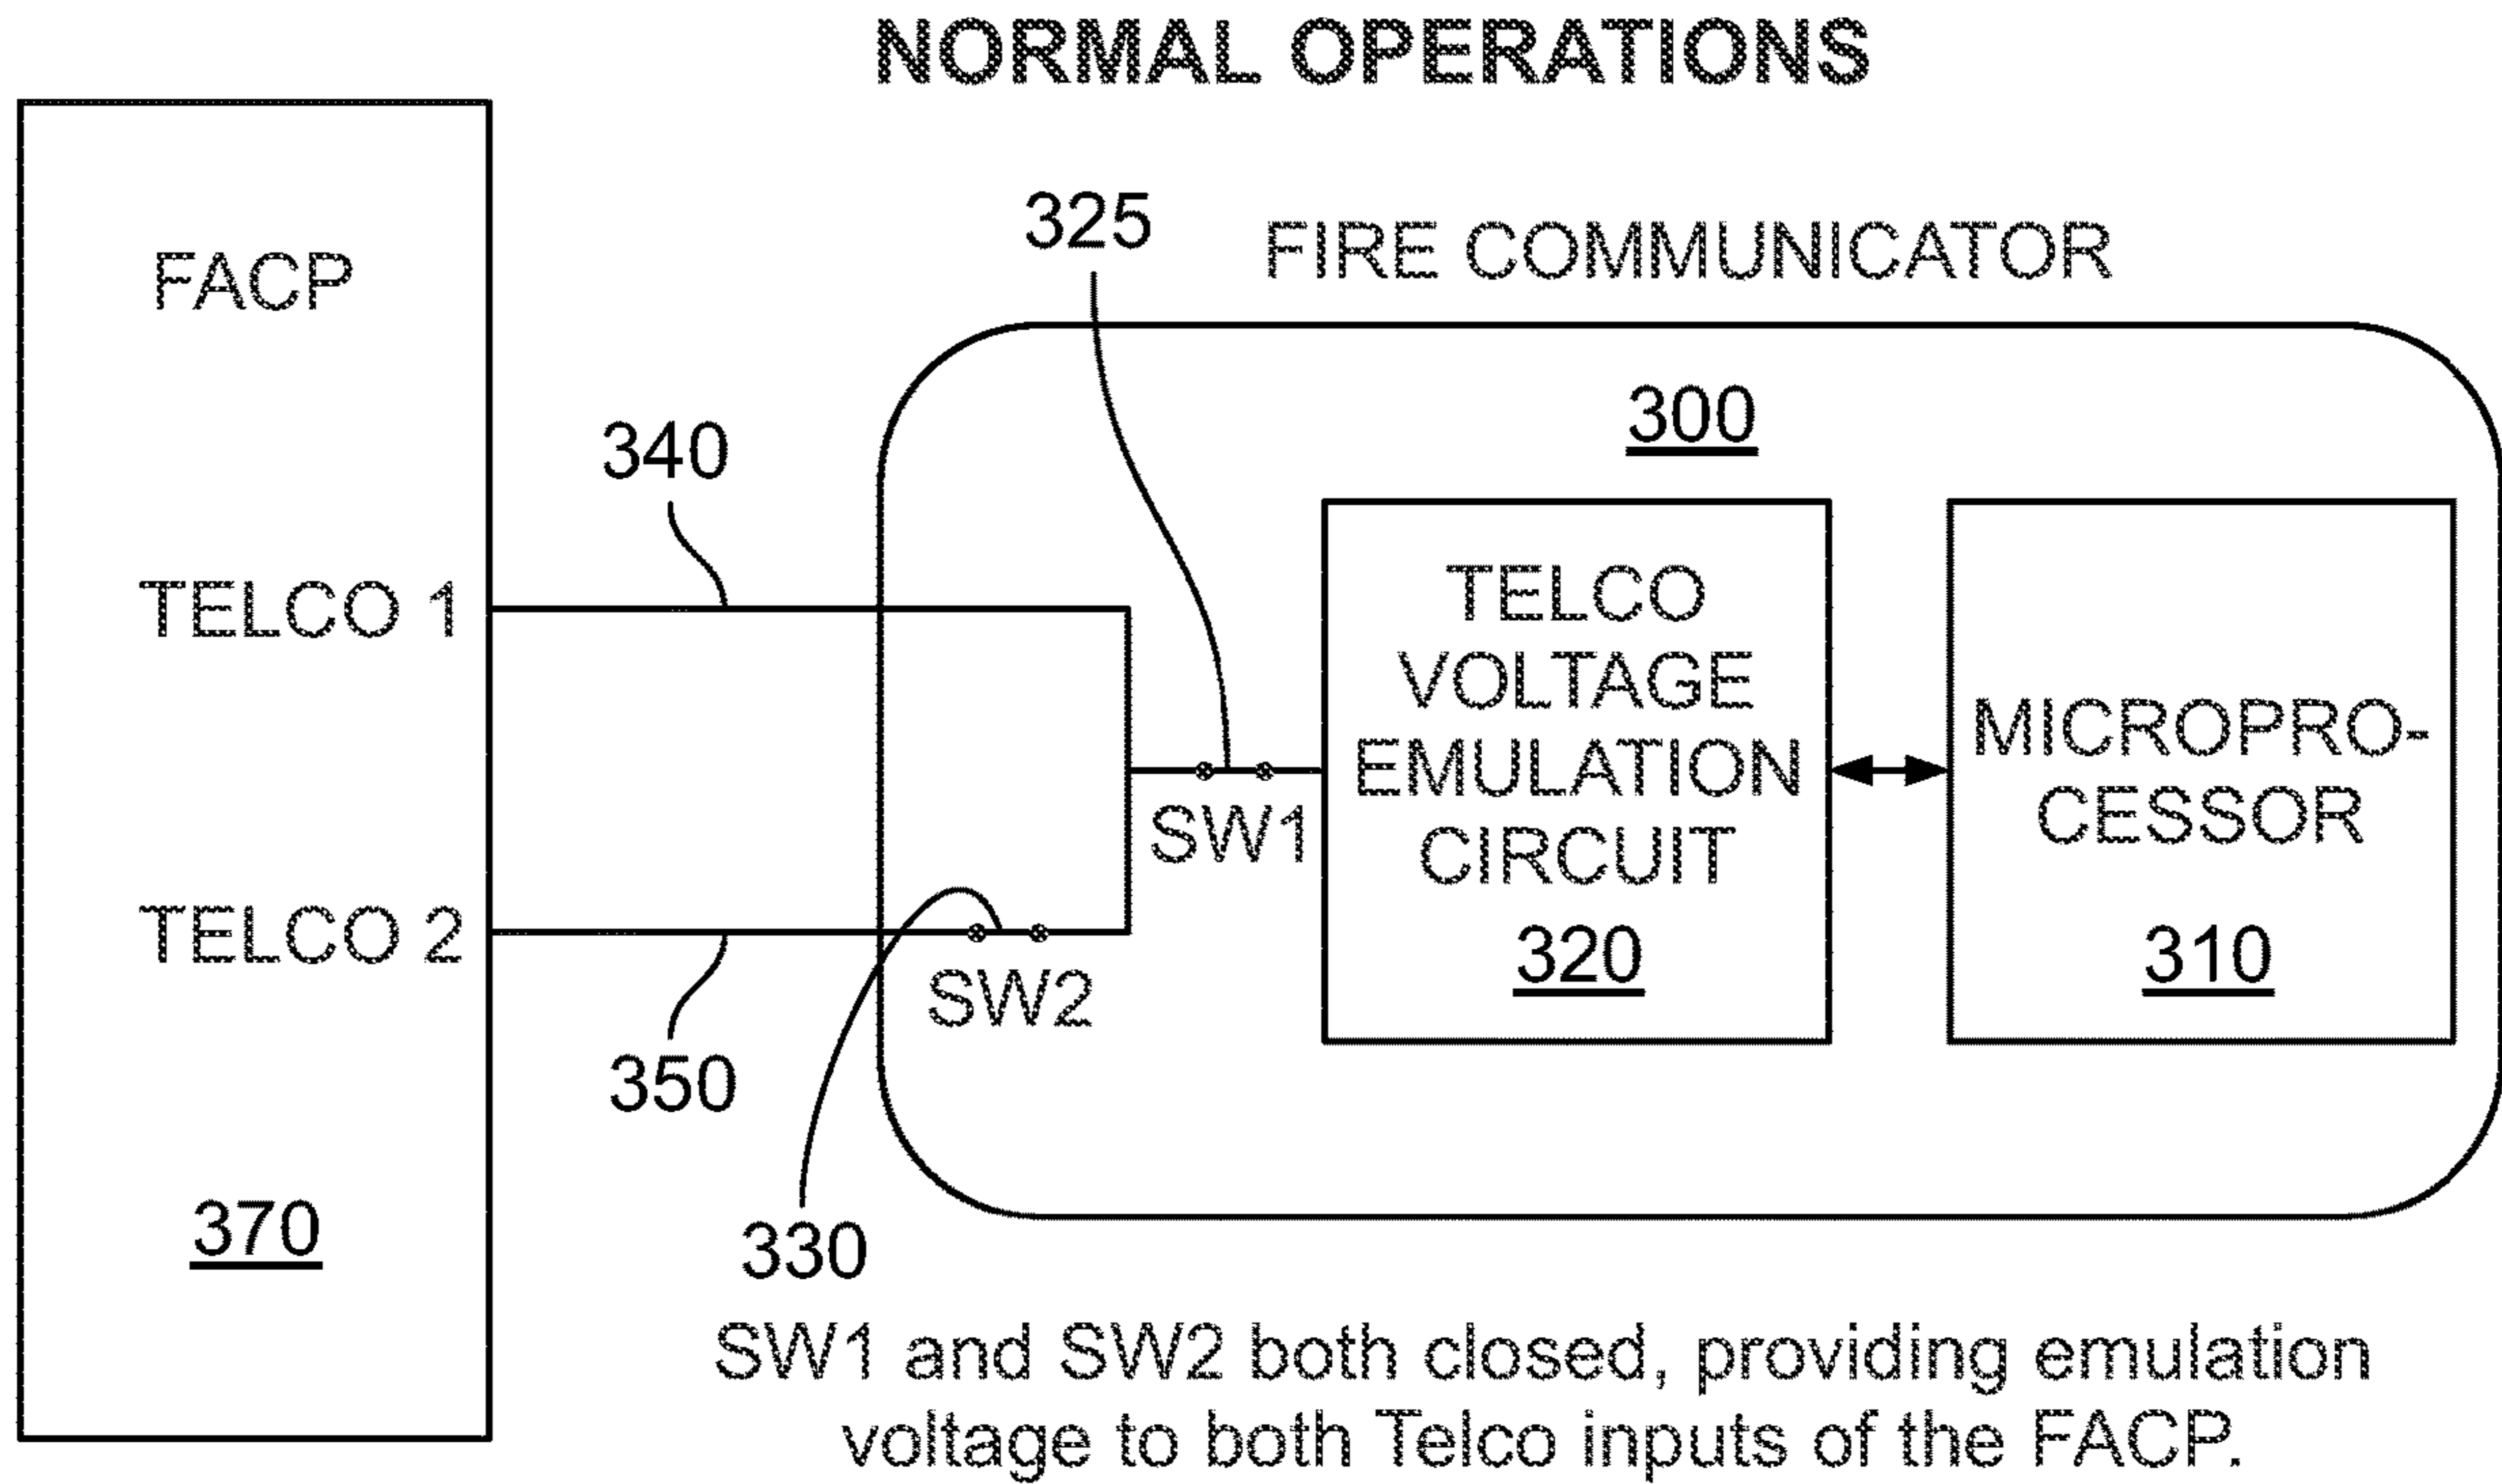 NORMAL OPERATIONS
FACP
TELCO 1
TELCO 2
370
340
350
325
330
FIRE COMMUNICATOR
300
SW1
SW2
TELCO
VOLTAGE
EMULATION
CIRCUIT
320
MICROPRO-
CESSOR
310
SW1 and SW2 both closed, providing emulation
voltage to both Telco inputs of the FACP.